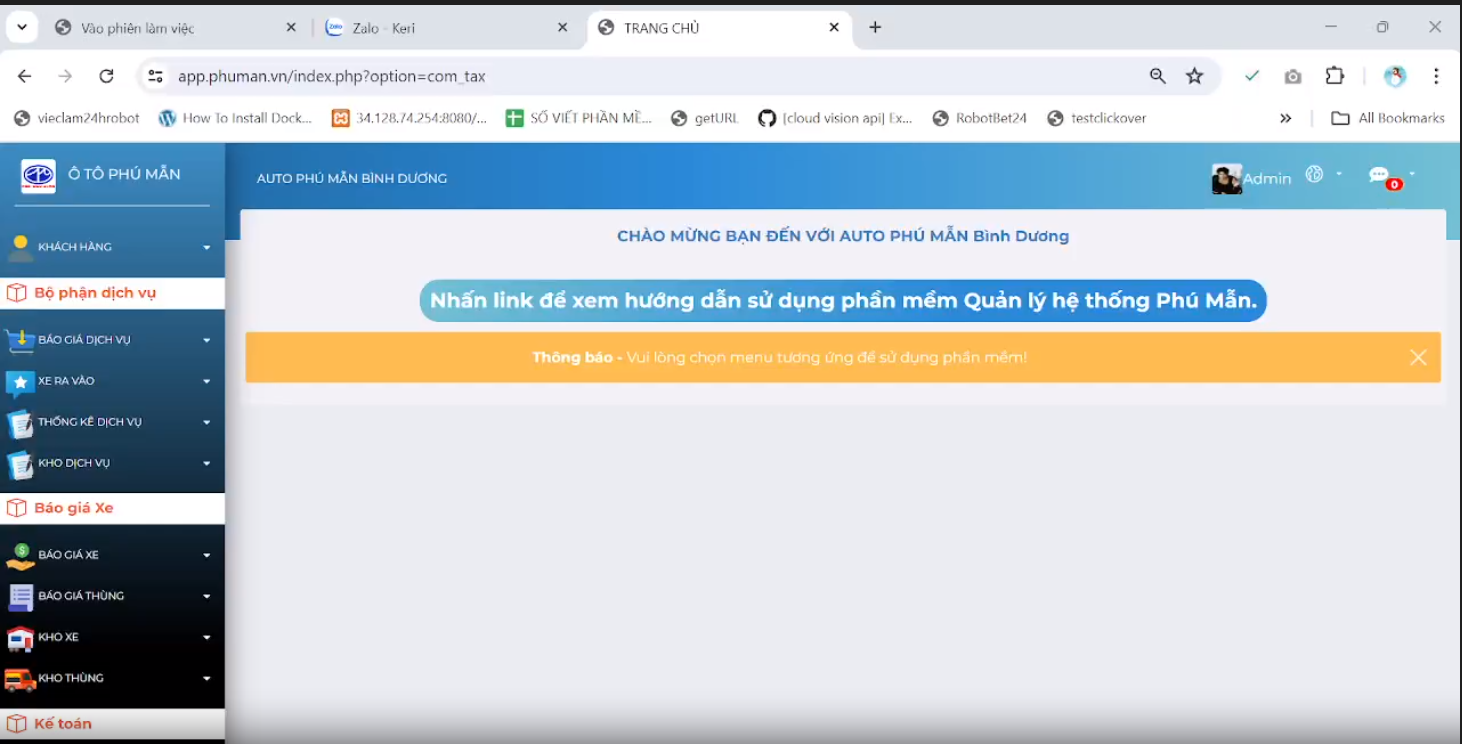 Vào phiên làm việc
Zalo - Keri
TRANG CHỦ
app.phuman.vn/index.php?option=com_tax
vieclam24hrobot
How To Install Dock...
34.128.74.254:8080/...
SỐ VIẾT PHẦN MỀ...
getURL
[cloud vision api] Ex...
RobotBet24
testclickover
All Bookmarks
Ô TÔ PHÚ MẪN
AUTO PHÚ MẪN BÌNH DƯƠNG
Admin
0
KHÁCH HÀNG
Bộ phận dịch vụ
BÁO GIÁ DỊCH VỤ
XE RA VÀO
THỐNG KÊ DỊCH VỤ
KHO DỊCH VỤ
Báo giá Xe
BÁO GIÁ XE
BÁO GIÁ THÙNG
KHO XE
KHO THÙNG
Kế toán
CHÀO MỪNG BẠN ĐẾN VỚI AUTO PHÚ MẪN Bình Dương
Nhấn link để xem hướng dẫn sử dụng phần mềm Quản lý hệ thống Phú Mẫn.
Thông báo - Vui lòng chọn menu tương ứng để sử dụng phần mềm!